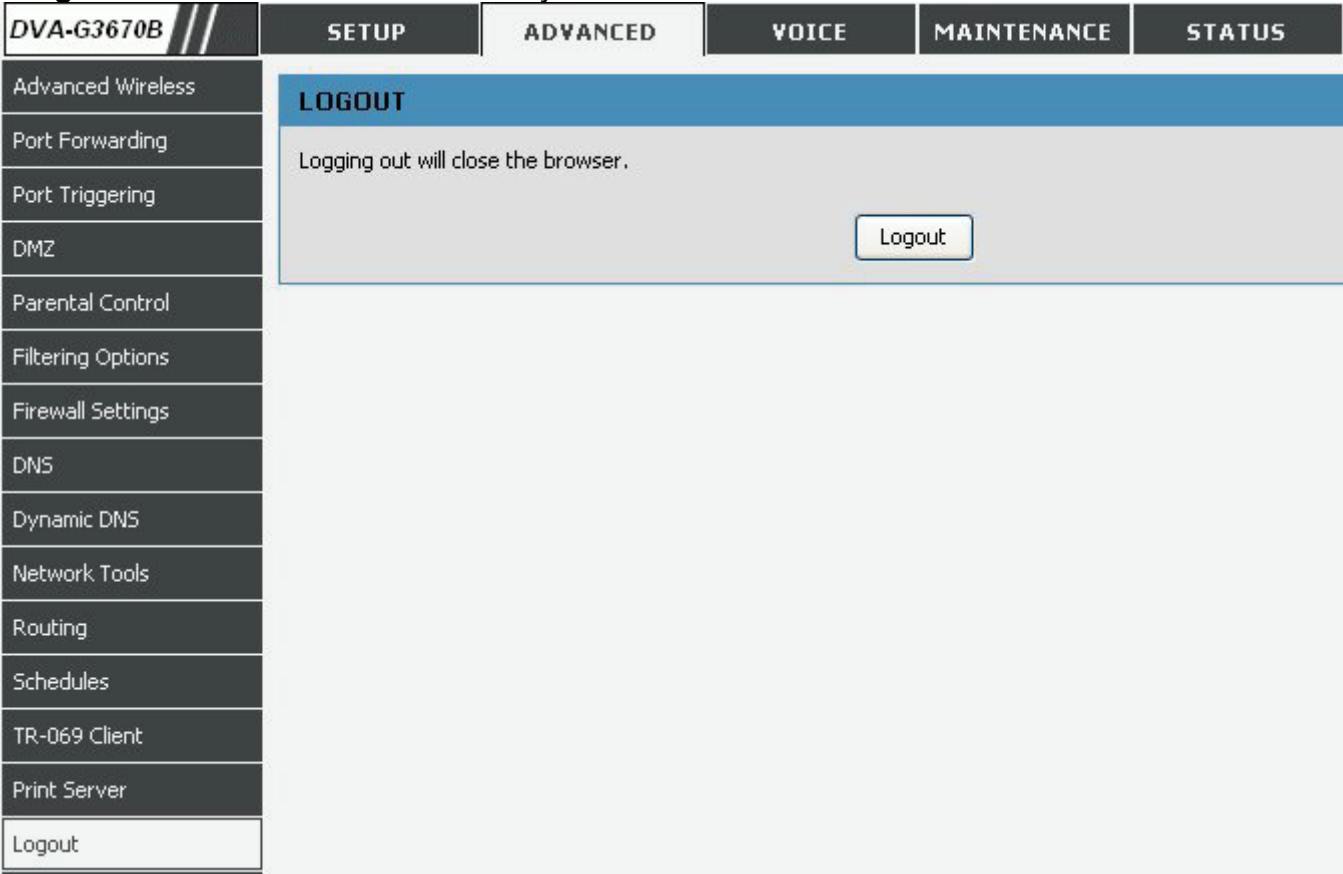 DVA-G3670B
SETUP
ADVANCED
VOICE
MAINTENANCE
STATUS
Advanced Wireless
Port Forwarding
Port Triggering
DMZ
Parental Control
Filtering Options
Firewall Settings
DNS
Dynamic DNS
Network Tools
Routing
Schedules
TR-069 Client
Print Server
Logout
LOGOUT
Logging out will close the browser.
Logout